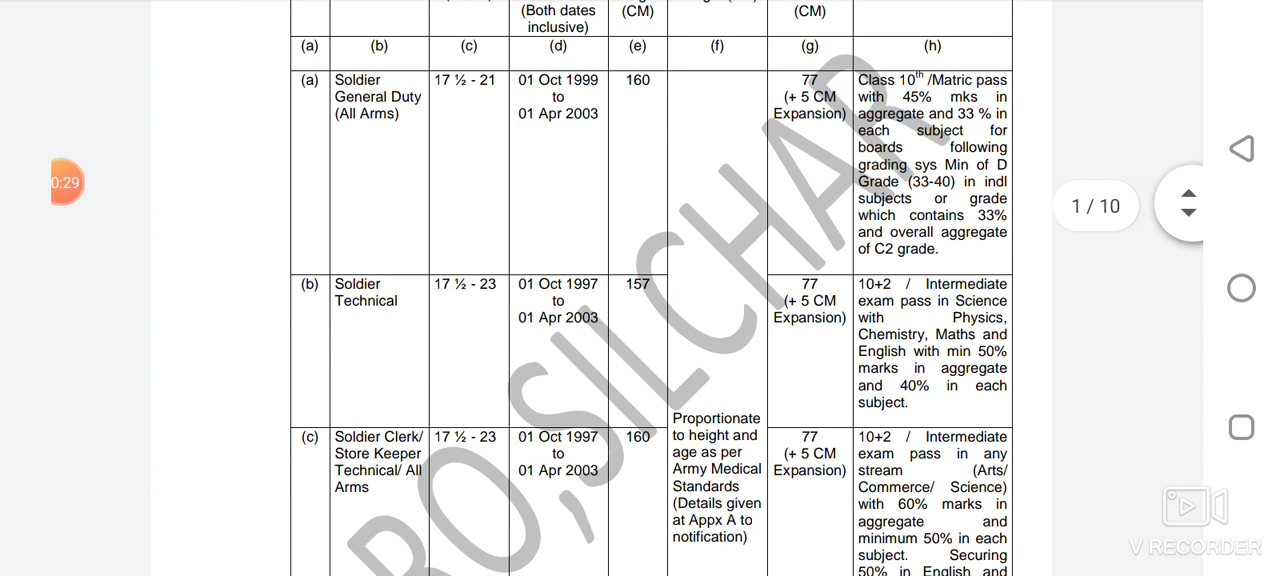 (Both dates
inclusive)
(CM)
(CM)
(a) (b) (c) (d) (e) (f) (g) (h)
(a) Soldier General Duty (All Arms)
17 ½ - 21
01 Oct 1999
to
01 Apr 2003
160
77
(+ 5 CM
Expansion)
Class 10th /Matric pass
with 45% mks in
aggregate and 33 % in
each subject for
boards following
grading sys Min of D
Grade (33-40) in indl
subjects or grade
which contains 33%
and overall aggregate
of C2 grade.
(b) Soldier Technical
17 ½ - 23
01 Oct 1997
to
01 Apr 2003
157
77
(+ 5 CM
Expansion)
10+2 / Intermediate
exam pass in Science
with Physics,
Chemistry, Maths and
English with min 50%
marks in aggregate
and 40% in each
subject.
(c) Soldier Clerk/
Store Keeper
Technical/ All
Arms
17 ½ - 23
01 Oct 1997
to
01 Apr 2003
160
Proportionate
to height and
age as per
Army Medical
Standards
(Details given
at Appx A to
notification)
77
(+ 5 CM
Expansion)
10+2 / Intermediate
exam pass in any
stream (Arts/
Commerce/ Science)
with 60% marks in
aggregate and
minimum 50% in each
subject. Securing
50% in English and
RO,SILCHAR
0:29
1 / 10
V RECORDER